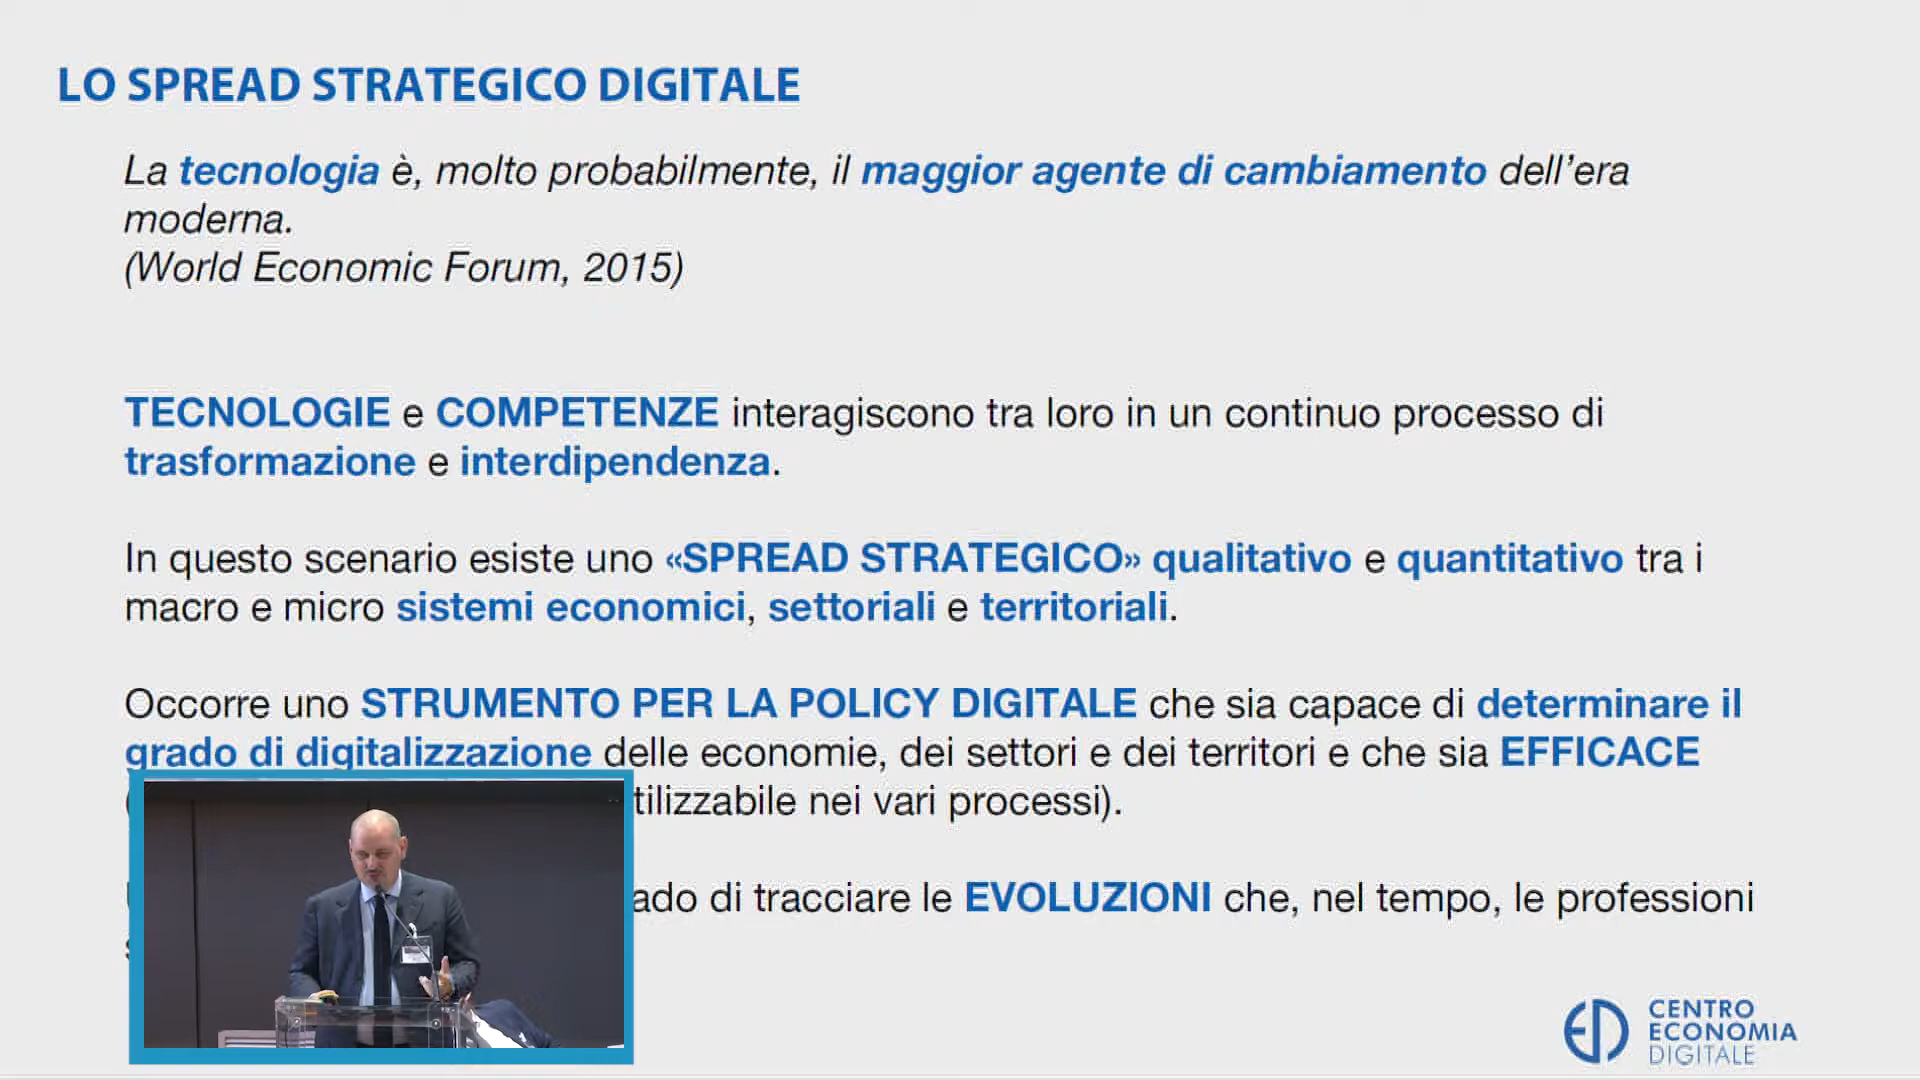 LO SPREAD STRATEGICO DIGITALE
La tecnologia è, molto probabilmente, il maggior agente di cambiamento dell’era
moderna.
(World Economic Forum, 2015)
TECNOLOGIE e COMPETENZE interagiscono tra loro in un continuo processo di
trasformazione e interdipendenza.
In questo scenario esiste uno «SPREAD STRATEGICO» qualitativo e quantitativo tra i
macro e micro sistemi economici, settoriali e territoriali.
Occorre uno STRUMENTO PER LA POLICY DIGITALE che sia capace di determinare il
grado di digitalizzazione delle economie, dei settori e dei territori e che sia EFFICACE
nei vari processi).
di tracciare le EVOLUZIONI che, nel tempo, le professioni
CENTRO
ECONOMIA
DIGITALE